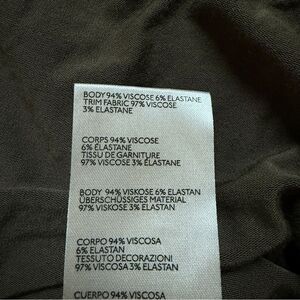 BODY 94% VISCOSE 6% ELASTANE
TRIM FABRIC 97% VISCOSE
3% ELASTANE
CORPS 94% VISCOSE
6% ELASTANE
TISSU DE GARNITURE
97% VISCOSE 3% ELASTANE
BODY 94% VISKOSE 6% ELASTAN
ÜBERSCHÜSSIGES MATERIAL
97% VISKOSE 3% ELASTAN
CORPO 94% VISCOSA
6% ELASTAN
TESSUTO DECORAZIONI
97% VISCOSA 3% ELASTAN
CUERPO 94% VISCOSA